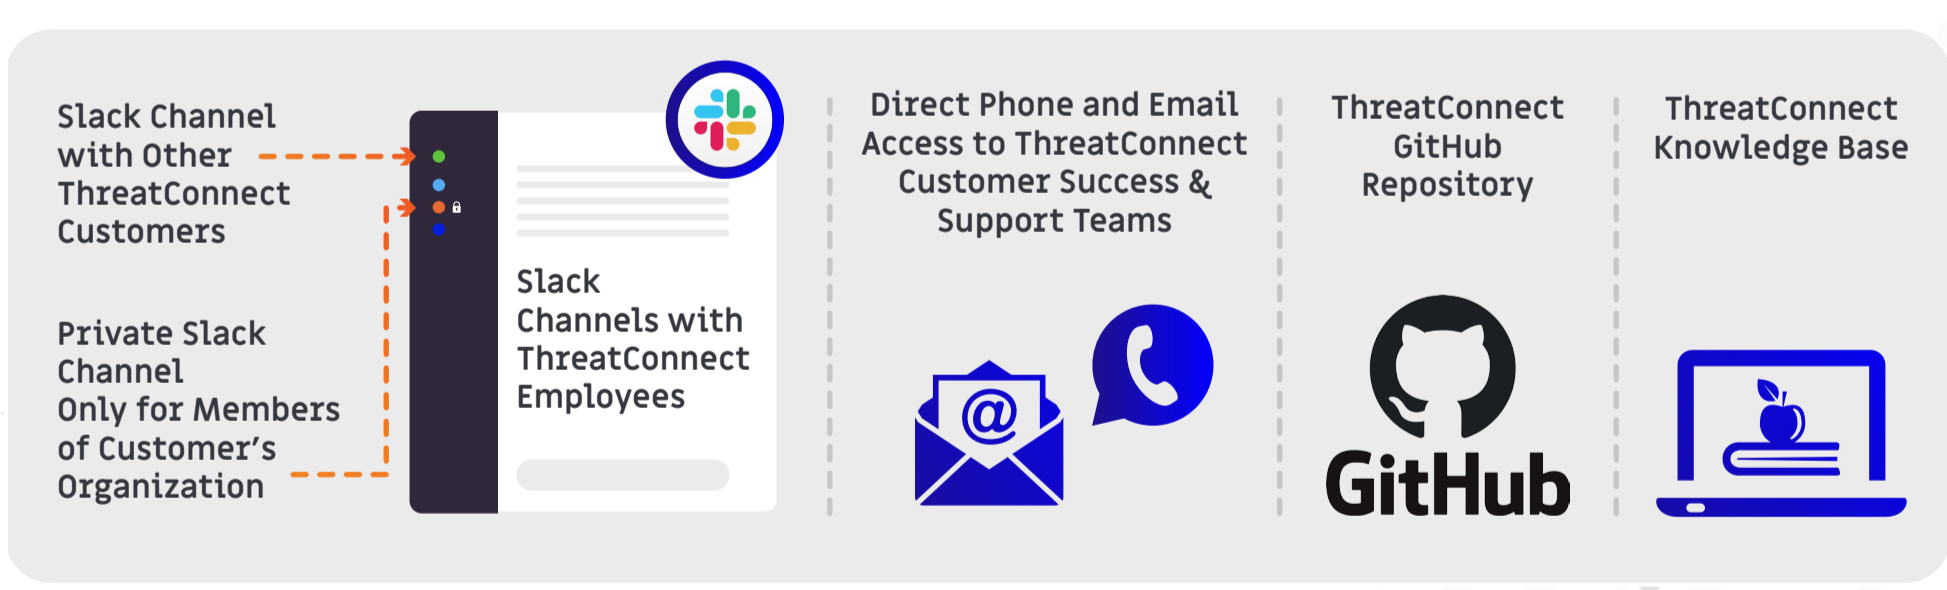 Slack Channel
with Other
ThreatConnect
Customers
Private Slack
Channel
Only for Members
of Customer's
Organization
Slack
Channels with
ThreatConnect
Employees
Direct Phone and Email
Access to ThreatConnect
Customer Success &
Support Teams
@
ThreatConnect
GitHub
Repository
GitHub
ThreatConnect
Knowledge Base